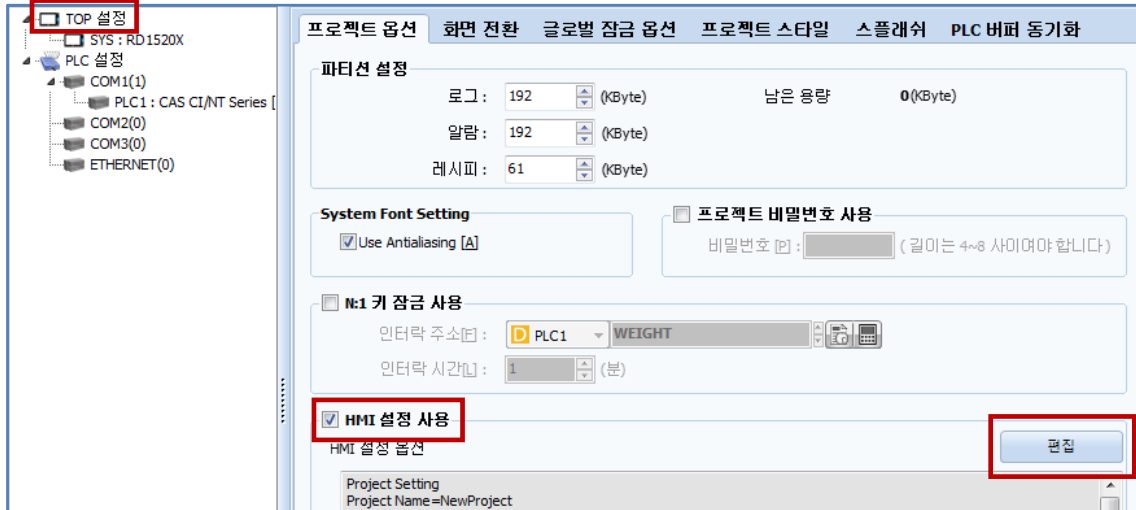 TOP 설정
SYS : RD1520X
PLC 설정
COM1(1)
PLC1 : CAS CI/NT Series [
COM2(0)
COM3(0)
ETHERNET(0)
프로젝트 옵션 화면 전환 글로벌 잠금 옵션 프로젝트 스타일 스플래쉬 PLC 버퍼 동기화
파티션 설정
로그 : 192 (KByte) 남은 용량 0(KByte)
알람 : 192 (KByte)
레시피 : 61 (KByte)
System Font Setting
Use Antialiasing [A]
프로젝트 비밀번호 사용
비밀번호 [P] : ( 길이는 4~8 사이여야 합니다 )
N:1 키 잠금 사용
인터락 주소[F] : D PLC1 WEIGHT
인터락 시간[L] : 1 (분)
HMI 설정 사용
HMI 설정 옵션
편집
Project Setting
Project Name=NewProject